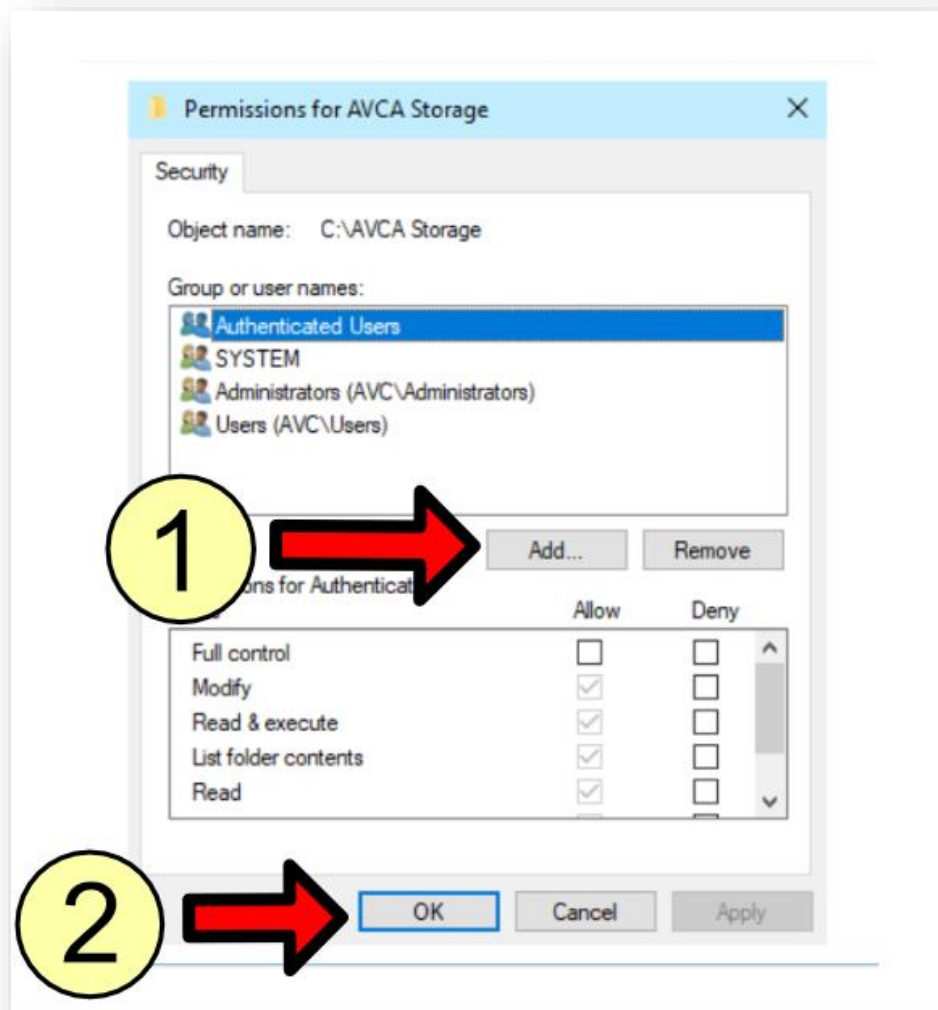 Permissions for AVCA Storage
Security
Object name: C:\AVCA Storage
Group or user names:
Authenticated Users
SYSTEM
Administrators (AVC\Administrators)
Users (AVC\Users)
1
Add... Remove
ons for Authenticat
Allow Deny
Full control
Modify
Read & execute
List folder contents
Read
2
OK Cancel Apply